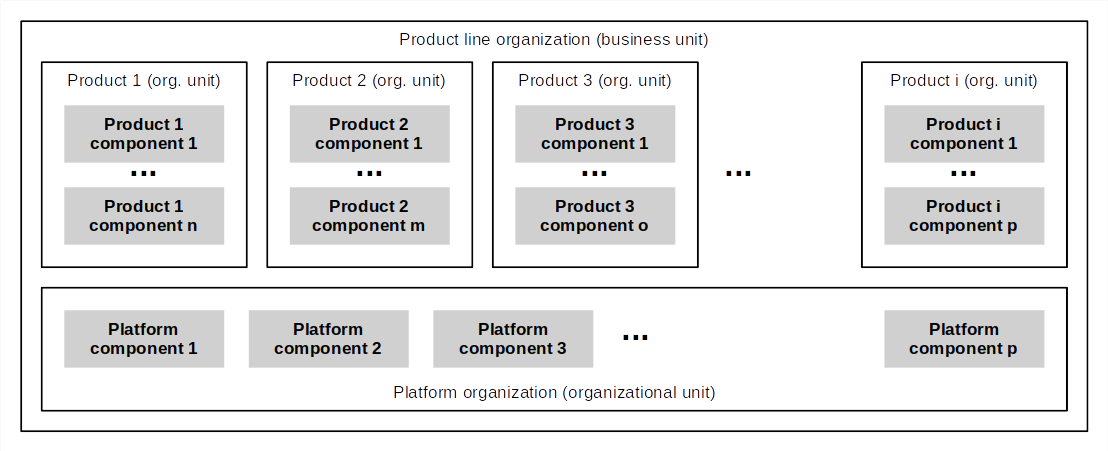 Product line organization (business unit)
Product 1 (org. unit)
Product 1
component 1
...
Product 1
component n
Product 2 (org. unit)
Product 2
component 1
...
Product 2
component m
Product 3 (org. unit)
Product 3
component 1
...
Product 3
component o
...
Product i (org. unit)
Product i
component 1
...
Product i
component p
Platform
component 1
Platform
component 2
Platform
component 3
...
Platform
component p
Platform organization (organizational unit)